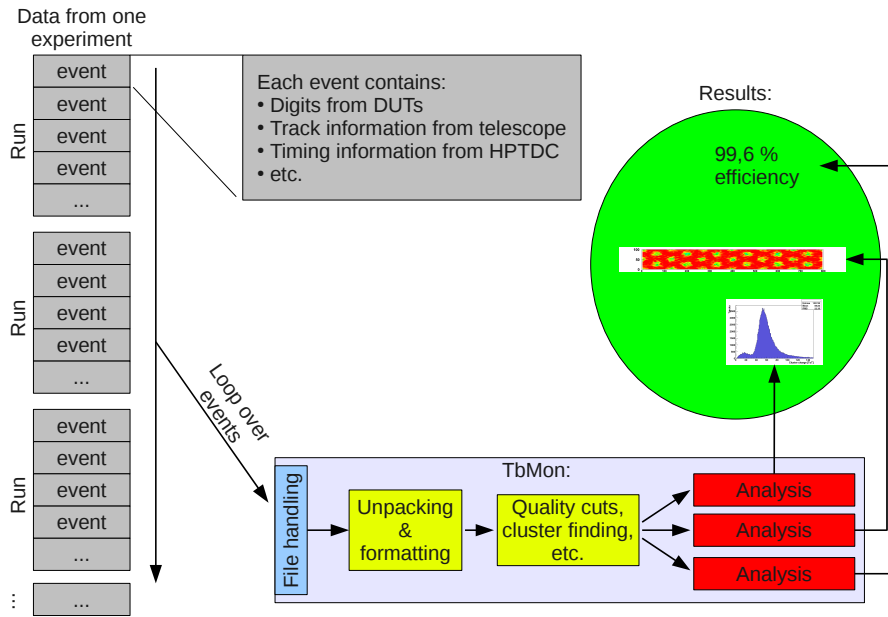 Data from one
experiment
Run
event
event
event
event
...
Run
event
event
event
event
...
Run
event
event
event
event
...
...
...
Each event contains:
• Digits from DUTs
• Track information from telescope
• Timing information from HPTDC
• etc.
Loop over
events
Results:
99,6 %
efficiency
TbMon:
File handling
Unpacking
&
formatting
Quality cuts,
cluster finding,
etc.
Analysis
Analysis
Analysis